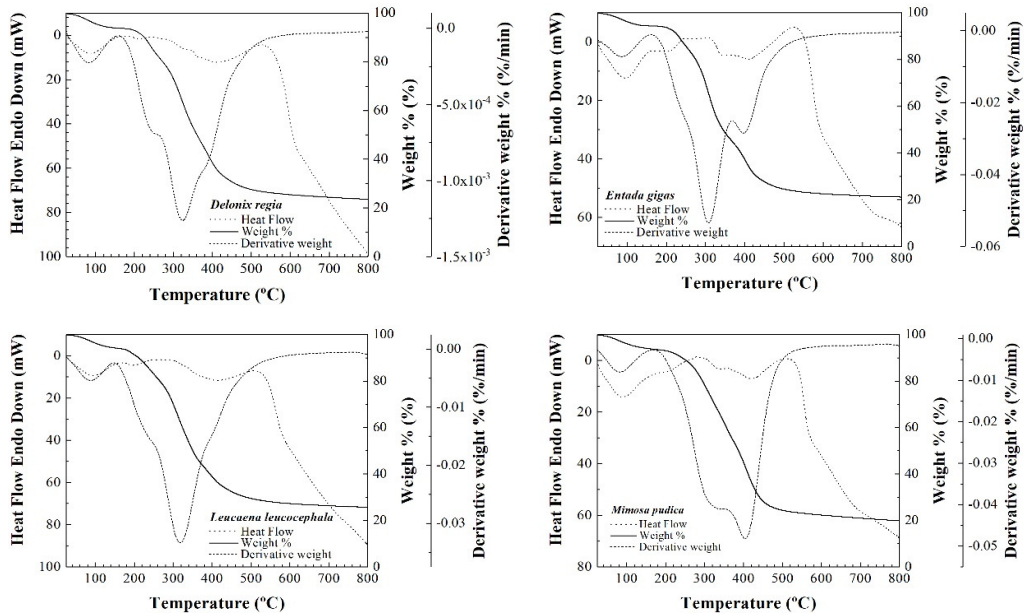 Heat Flow Endo Down (mW)
0
20
40
60
80
100
Delonix regia
Heat Flow
Weight %
Derivative weight
100 200 300 400 500 600 700 800
Temperature (ºC)
100
80
60
40
20
0
Weight % (%)
0.0
-5.0x10⁻⁴
-1.0x10⁻³
-1.5x10⁻³
Derivative weight % (%/min)
Heat Flow Endo Down (mW)
0
20
40
60
Entada gigas
Heat Flow
Weight %
Derivative weight
100 200 300 400 500 600 700 800
Temperature (ºC)
100
80
60
40
20
0
Weight % (%)
0.00
-0.02
-0.04
-0.06
Derivative weight % (%/min)
Heat Flow Endo Down (mW)
0
20
40
60
80
100
Leucaena leucocephala
Heat Flow
Weight %
Derivative weight
100 200 300 400 500 600 700 800
Temperature (ºC)
100
80
60
40
20
0
Weight % (%)
0.00
-0.01
-0.02
-0.03
Derivative weight % (%/min)
Heat Flow Endo Down (mW)
0
20
40
60
80
Mimosa pudica
Heat Flow
Weight %
Derivative weight
100 200 300 400 500 600 700 800
Temperature (ºC)
100
80
60
40
20
0
Weight % (%)
0.00
-0.01
-0.02
-0.03
-0.04
-0.05
Derivative weight % (%/min)